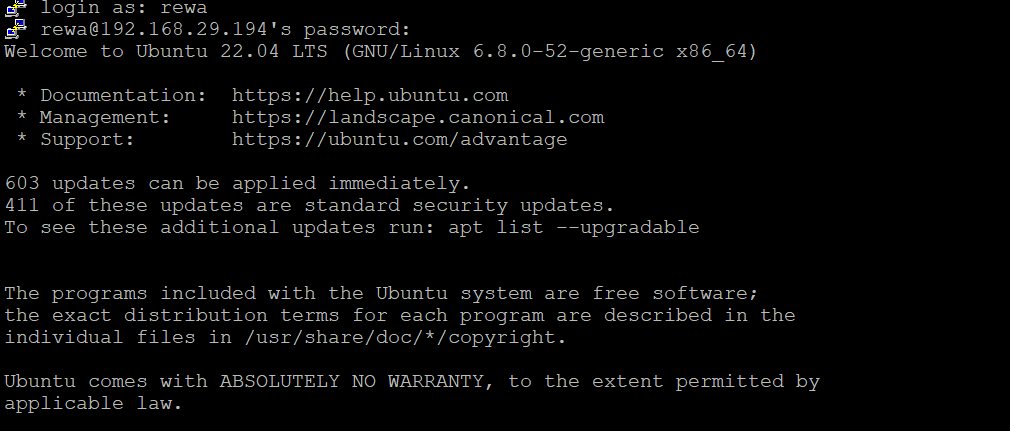 login as: rewa
rewa@192.168.29.194's password:
Welcome to Ubuntu 22.04 LTS (GNU/Linux 6.8.0-52-generic x86_64)
* Documentation:  https://help.ubuntu.com
* Management:     https://landscape.canonical.com
* Support:        https://ubuntu.com/advantage
603 updates can be applied immediately.
411 of these updates are standard security updates.
To see these additional updates run: apt list --upgradable
The programs included with the Ubuntu system are free software;
the exact distribution terms for each program are described in the
individual files in /usr/share/doc/*/copyright.
Ubuntu comes with ABSOLUTELY NO WARRANTY, to the extent permitted by
applicable law.